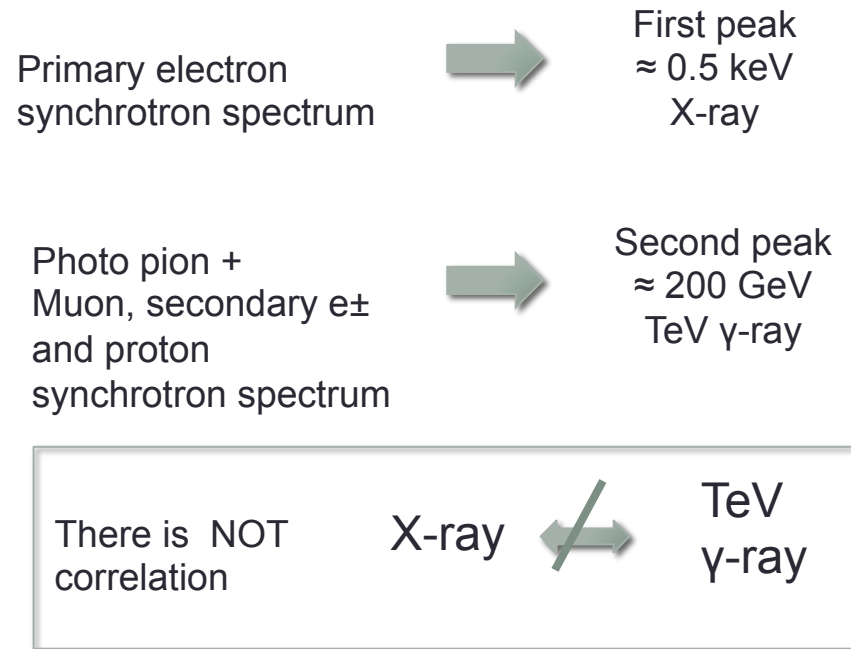 Primary electron
synchrotron spectrum
First peak
≈ 0.5 keV
X-ray
Photo pion +
Muon, secondary e±
and proton
synchrotron spectrum
Second peak
≈ 200 GeV
TeV γ-ray
There is NOT
correlation
X-ray
TeV
γ-ray